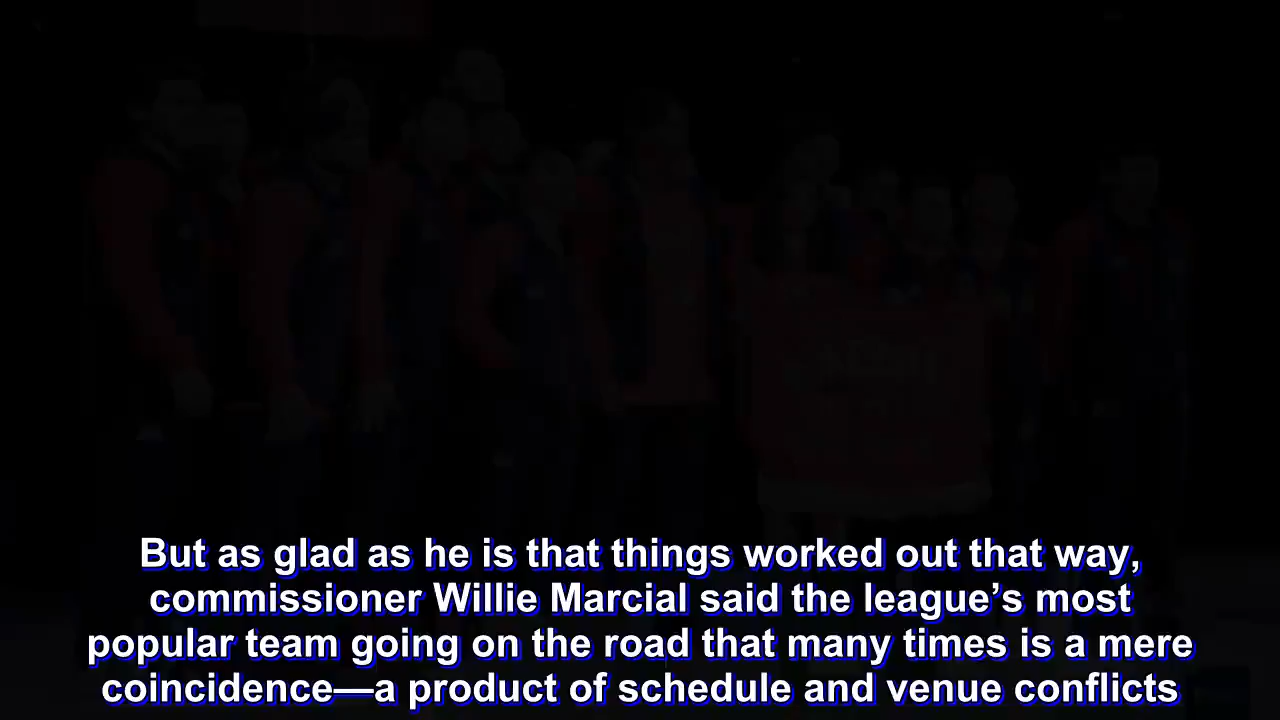 But as glad as he is that things worked out that way,
commissioner Willie Marcial said the league’s most
popular team going on the road that many times is a mere
coincidence—a product of schedule and venue conflicts